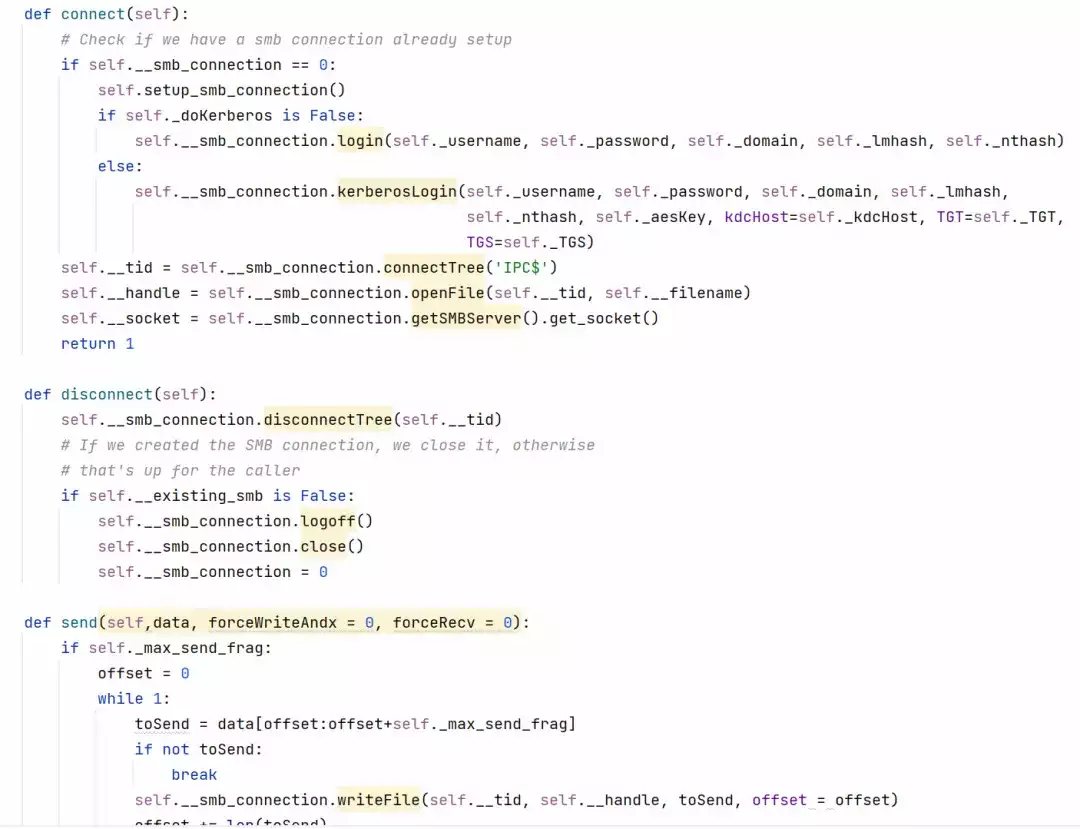 def connect(self):
    # Check if we have a smb connection already setup
    if self.__smb_connection == 0:
        self.setup_smb_connection()
        if self._doKerberos is False:
            self.__smb_connection.login(self._username, self._password, self._domain, self._lmhash, self._nthash)
        else:
            self.__smb_connection.kerberosLogin(self._username, self._password, self._domain, self._lmhash,
                                                self._nthash, self._aesKey, kdcHost=self._kdcHost, TGT=self._TGT,
                                                TGS=self._TGS)
    self.__tid = self.__smb_connection.connectTree('IPC$')
    self.__handle = self.__smb_connection.openFile(self.__tid, self.__filename)
    self.__socket = self.__smb_connection.getSMBServer().get_socket()
    return 1

def disconnect(self):
    self.__smb_connection.disconnectTree(self.__tid)
    # If we created the SMB connection, we close it, otherwise
    # that's up for the caller
    if self.__existing_smb is False:
        self.__smb_connection.logoff()
        self.__smb_connection.close()
        self.__smb_connection = 0

def send(self,data, forceWriteAndx = 0, forceRecv = 0):
    if self._max_send_frag:
        offset = 0
        while 1:
            toSend = data[offset:offset+self._max_send_frag]
            if not toSend:
                break
            self.__smb_connection.writeFile(self.__tid, self.__handle, toSend, offset = offset)
            offset += len(toSend)